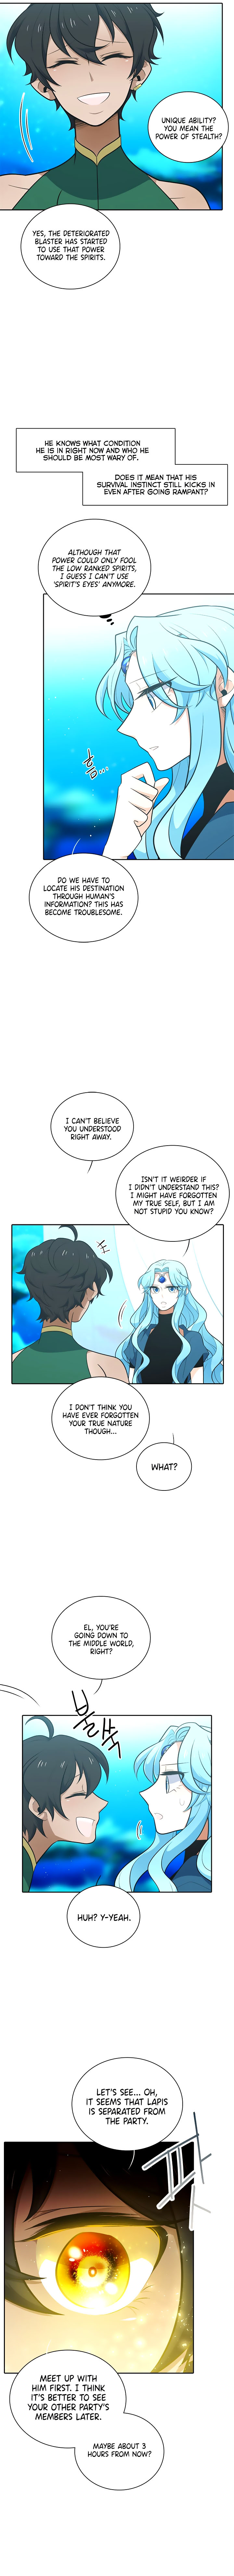 UNIQUE ABILITY?
YOU MEAN THE
POWER OF STEALTH?
YES, THE DETERIORATED
BLASTER HAS STARTED
TO USE THAT POWER
TOWARD THE SPIRITS.
HE KNOWS WHAT CONDITION
HE IS IN RIGHT NOW AND WHO HE
SHOULD BE MOST WARY OF.
DOES IT MEAN THAT HIS
SURVIVAL INSTINCT STILL KICKS IN
EVEN AFTER GOING RAMPANT?
ALTHOUGH THAT
POWER COULD ONLY FOOL
THE LOW RANKED SPIRITS,
I GUESS I CAN'T USE
'SPIRIT'S EYES' ANYMORE.
흐음...
DO WE HAVE TO
LOCATE HIS DESTINATION
THROUGH HUMAN'S
INFORMATION? THIS HAS
BECOME TROUBLESOME.
I CAN'T BELIEVE
YOU UNDERSTOOD
RIGHT AWAY.
ISN'T IT WEIRDER IF
I DIDN'T UNDERSTAND THIS?
I MIGHT HAVE FORGOTTEN
MY TRUE SELF, BUT I AM
NOT STUPID YOU KNOW?
I DON'T THINK YOU
HAVE EVER FORGOTTEN
YOUR TRUE NATURE
THOUGH...
WHAT?
EL, YOU'RE
GOING DOWN TO
THE MIDDLE WORLD,
RIGHT?
불쑥
HUH? Y-YEAH.
LET'S SEE... OH,
IT SEEMS THAT LAPIS
IS SEPARATED FROM
THE PARTY.
MEET UP WITH
HIM FIRST. I THINK
IT'S BETTER TO SEE
YOUR OTHER PARTY'S
MEMBERS LATER.
MAYBE ABOUT 3
HOURS FROM NOW?